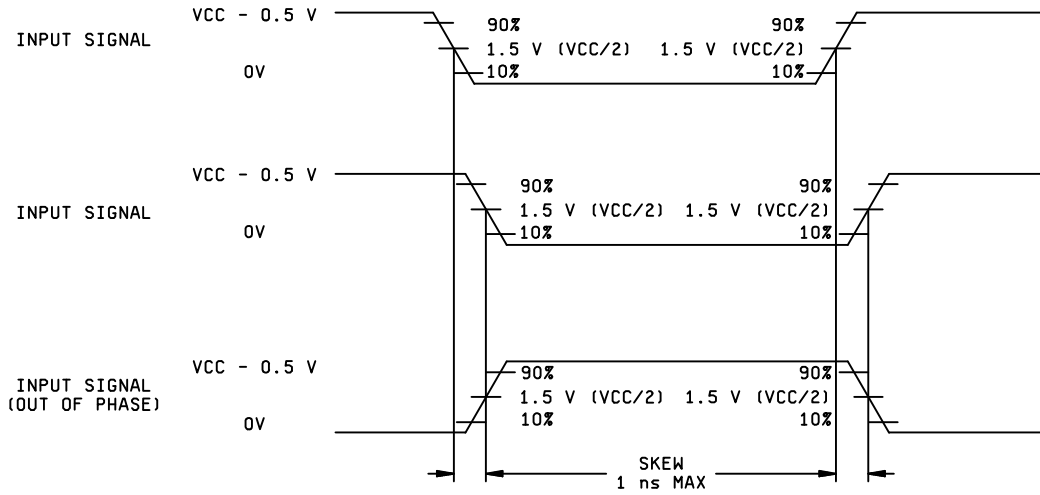 VCC - 0.5 V
90% 90%
INPUT SIGNAL 1.5 V (VCC/2) 1.5 V (VCC/2)
0V 10% 10%
VCC - 0.5 V
90% 90%
INPUT SIGNAL 1.5 V (VCC/2) 1.5 V (VCC/2)
0V 10% 10%
VCC - 0.5 V
90% 90%
INPUT SIGNAL
(OUT OF PHASE)
1.5 V (VCC/2) 1.5 V (VCC/2)
0V 10% 10%
SKEW
1 ns MAX